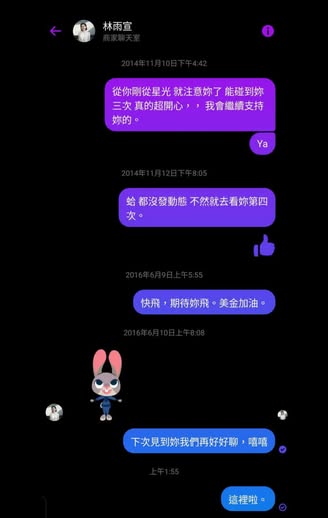 林雨宣
商家聊天室
2014年11月10日下午4:42
從你剛從星光 就注意妳了 能碰到妳
三次 真的超開心，， 我會繼續支持
妳的。
Ya
2014年11月12日下午8:05
蛤 都沒發動態 不然就去看妳第四
次。
2016年6月9日上午5:55
快飛，期待妳飛。美金加油。
2016年6月10日上午8:08
下次見到妳我們再好好聊，嘻嘻
上午1:55
這裡啦。